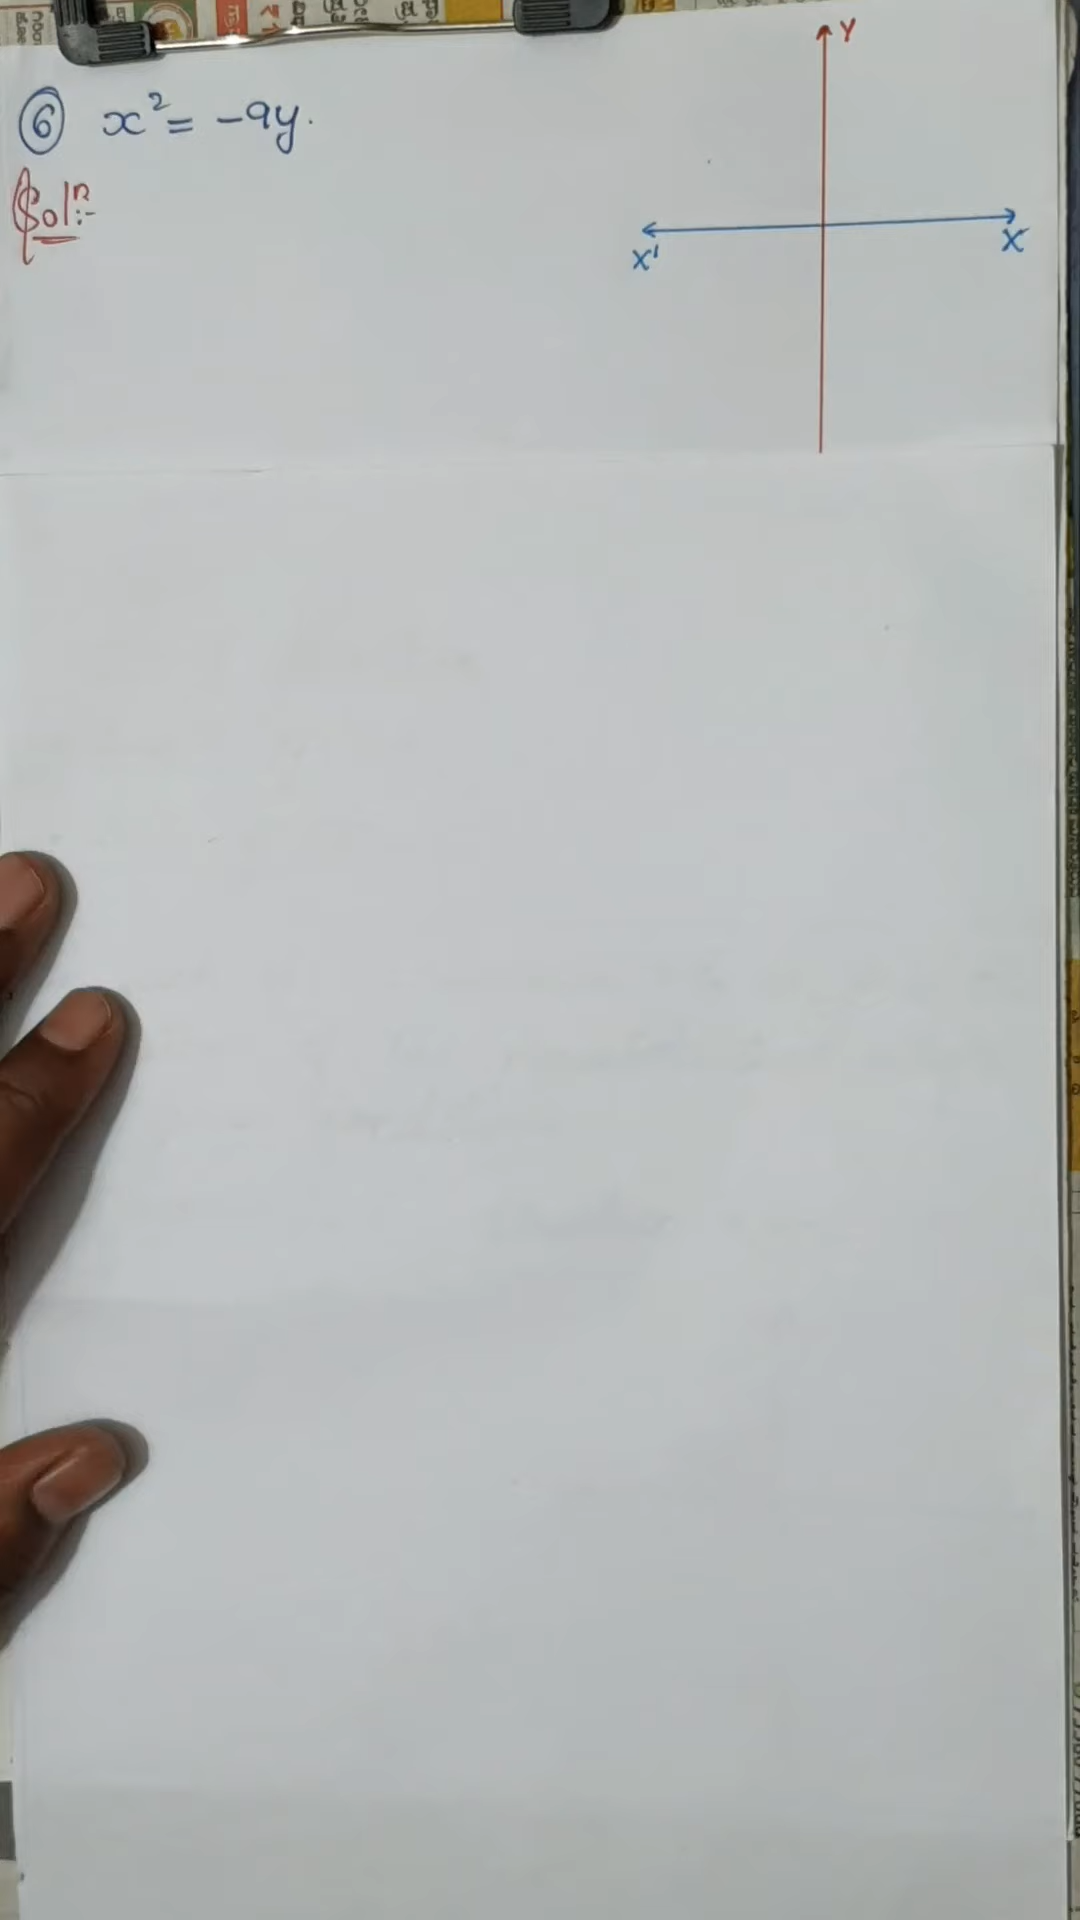 ⑥ x² = -9y.
Solⁿ:-
Y
X'
X